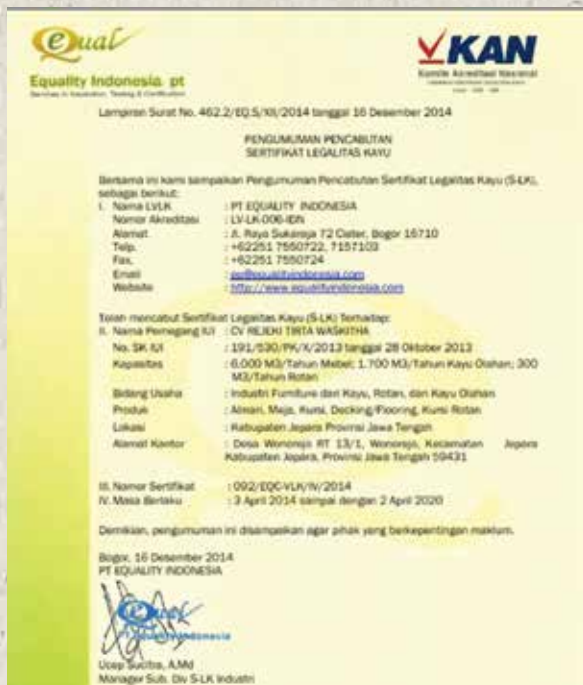 equal
Equality Indonesia pt
KAN
Komite Akreditasi Nasional
Lampiran Surat No. 462.2/EQ.S/XII/2014 tanggal 16 Desember 2014
PENGUMUMAN PENCABUTAN
SERTIFIKAT LEGALITAS KAYU
Bersama ini kami sampaikan Pengumuman Pencabutan Sertifikat Legalitas Kayu (S-LK),
sebagai berikut:
I. Nama LVLK : PT EQUALITY INDONESIA
Nomor Akreditasi : LV-LK-006-IDN
Alamat : Jl. Raya Sukaraja 72 Ciater, Bogor 16710
Telp. : +62251 7550722, 7157103
Fax. : +62251 7550724
Email : eq@equalityindonesia.com
Website : http://www.equalityindonesia.com
Telah mencabut Sertifikat Legalitas Kayu (S-LK) Terhadap:
II. Nama Pemegang IUI : CV REJEKI TIRTA WASKITHA
No. SK IUI : 191/530/PK/X/2013 tanggal 28 Oktober 2013
Kapasitas : 6.000 M3/Tahun Mebel; 1.700 M3/Tahun Kayu Olahan; 300
M3/Tahun Rotan
Bidang Usaha : Industri Furniture dari Kayu, Rotan, dan Kayu Olahan
Produk : Almari, Meja, Kursi, Decking/Flooring, Kursi Rotan
Lokasi : Kabupaten Jepara Provinsi Jawa Tengah
Alamat Kantor : Desa Wonorejo RT 13/1, Wonorejo, Kecamatan Jepara
Kabupaten Jepara, Provinsi Jawa Tengah 59431
III. Nomor Sertifikat : 092/EQC-VLK/IV/2014
IV. Masa Berlaku : 3 April 2014 sampai dengan 2 April 2020
Demikian, pengumuman ini disampaikan agar pihak yang berkepentingan maklum.
Bogor, 16 Desember 2014
PT EQUALITY INDONESIA
equal
PT Equality Indonesia
Ucep Sucitra, A.Md
Manager Sub. Div S-LK Industri